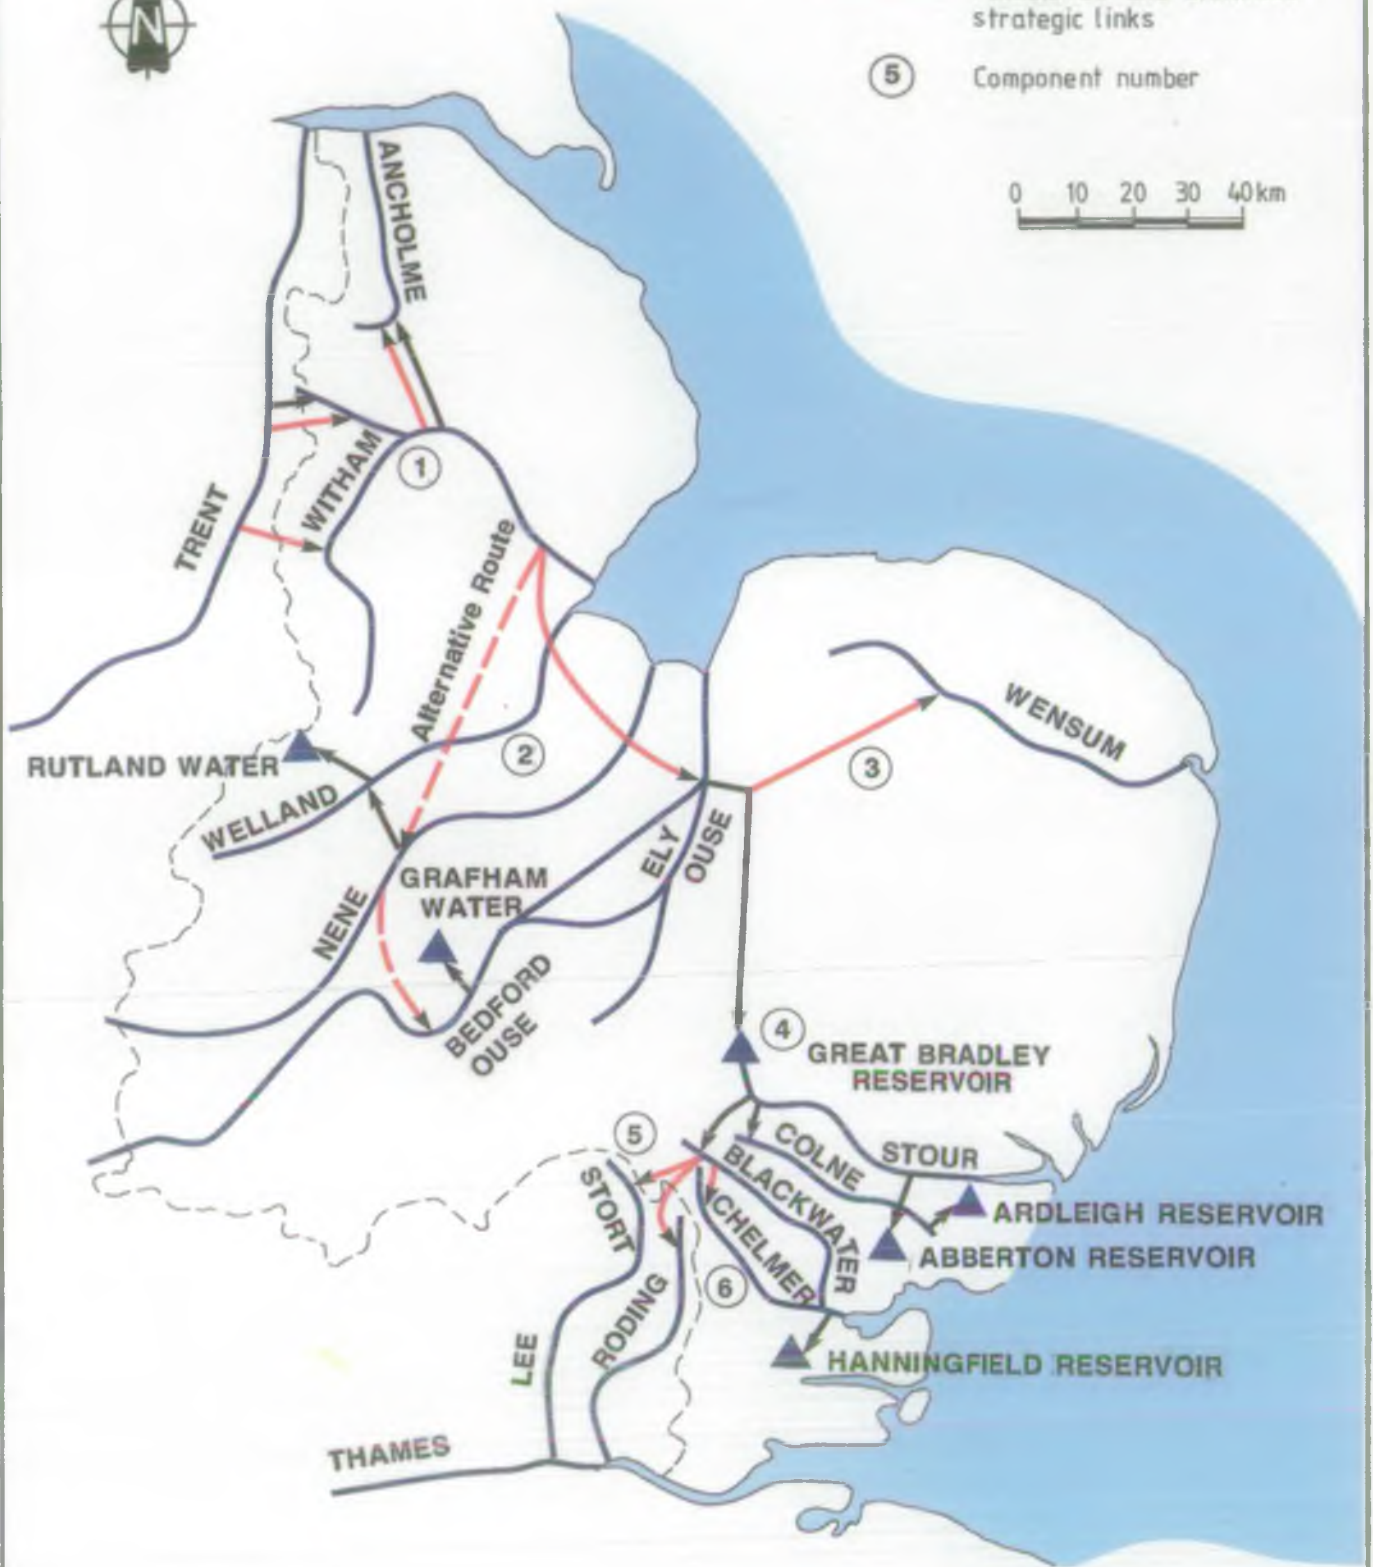 N
strategic links
5 Component number
0 10 20 30 40km
ANCHOLME
1
WITHAM
TRENT
Alternative Route
2
3
WENSUM
RUTLAND WATER
WELLAND
ELY
OUSE
GRAFHAM
WATER
NENE
BEDFORD
OUSE
4
GREAT BRADLEY
RESERVOIR
5
COLNE
STOUR
BLACKWATER
STORT
CHELMER
ARDLEIGH RESERVOIR
ABBERTON RESERVOIR
6
RODING
LEE
HANNINGFIELD RESERVOIR
THAMES